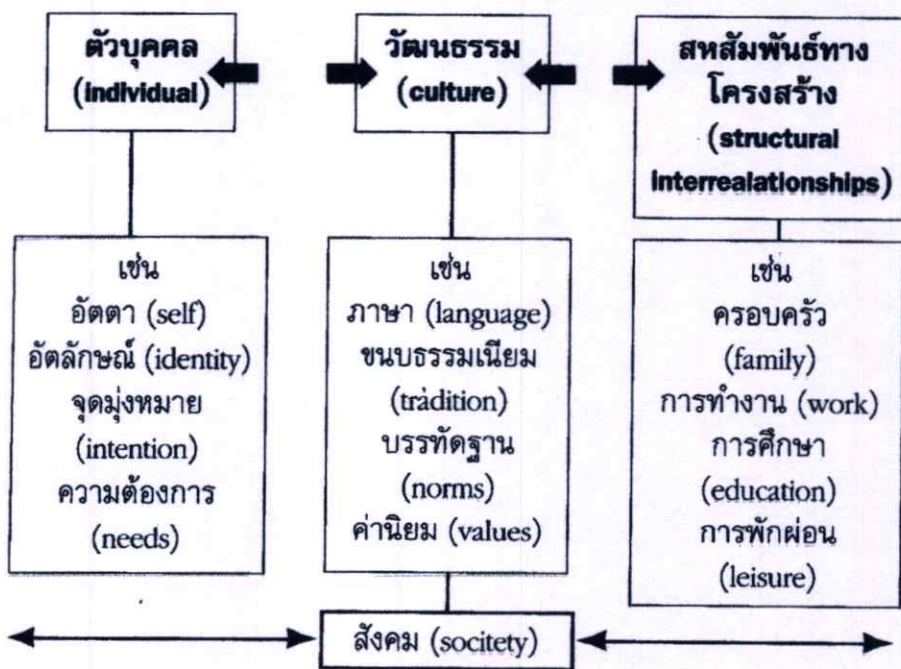 ตัวบุคคล
(individual)
วัฒนธรรม
(culture)
สหสัมพันธ์ทาง
โครงสร้าง
(structural
interrealationships)
เช่น
อัตตา (self)
อัตลักษณ์ (identity)
จุดมุ่งหมาย
(intention)
ความต้องการ
(needs)
เช่น
ภาษา (language)
ขนบธรรมเนียม
(tradition)
บรรทัดฐาน
(norms)
ค่านิยม (values)
เช่น
ครอบครัว
(family)
การทำงาน (work)
การศึกษา
(education)
การพักผ่อน
(leisure)
สังคม (socitety)